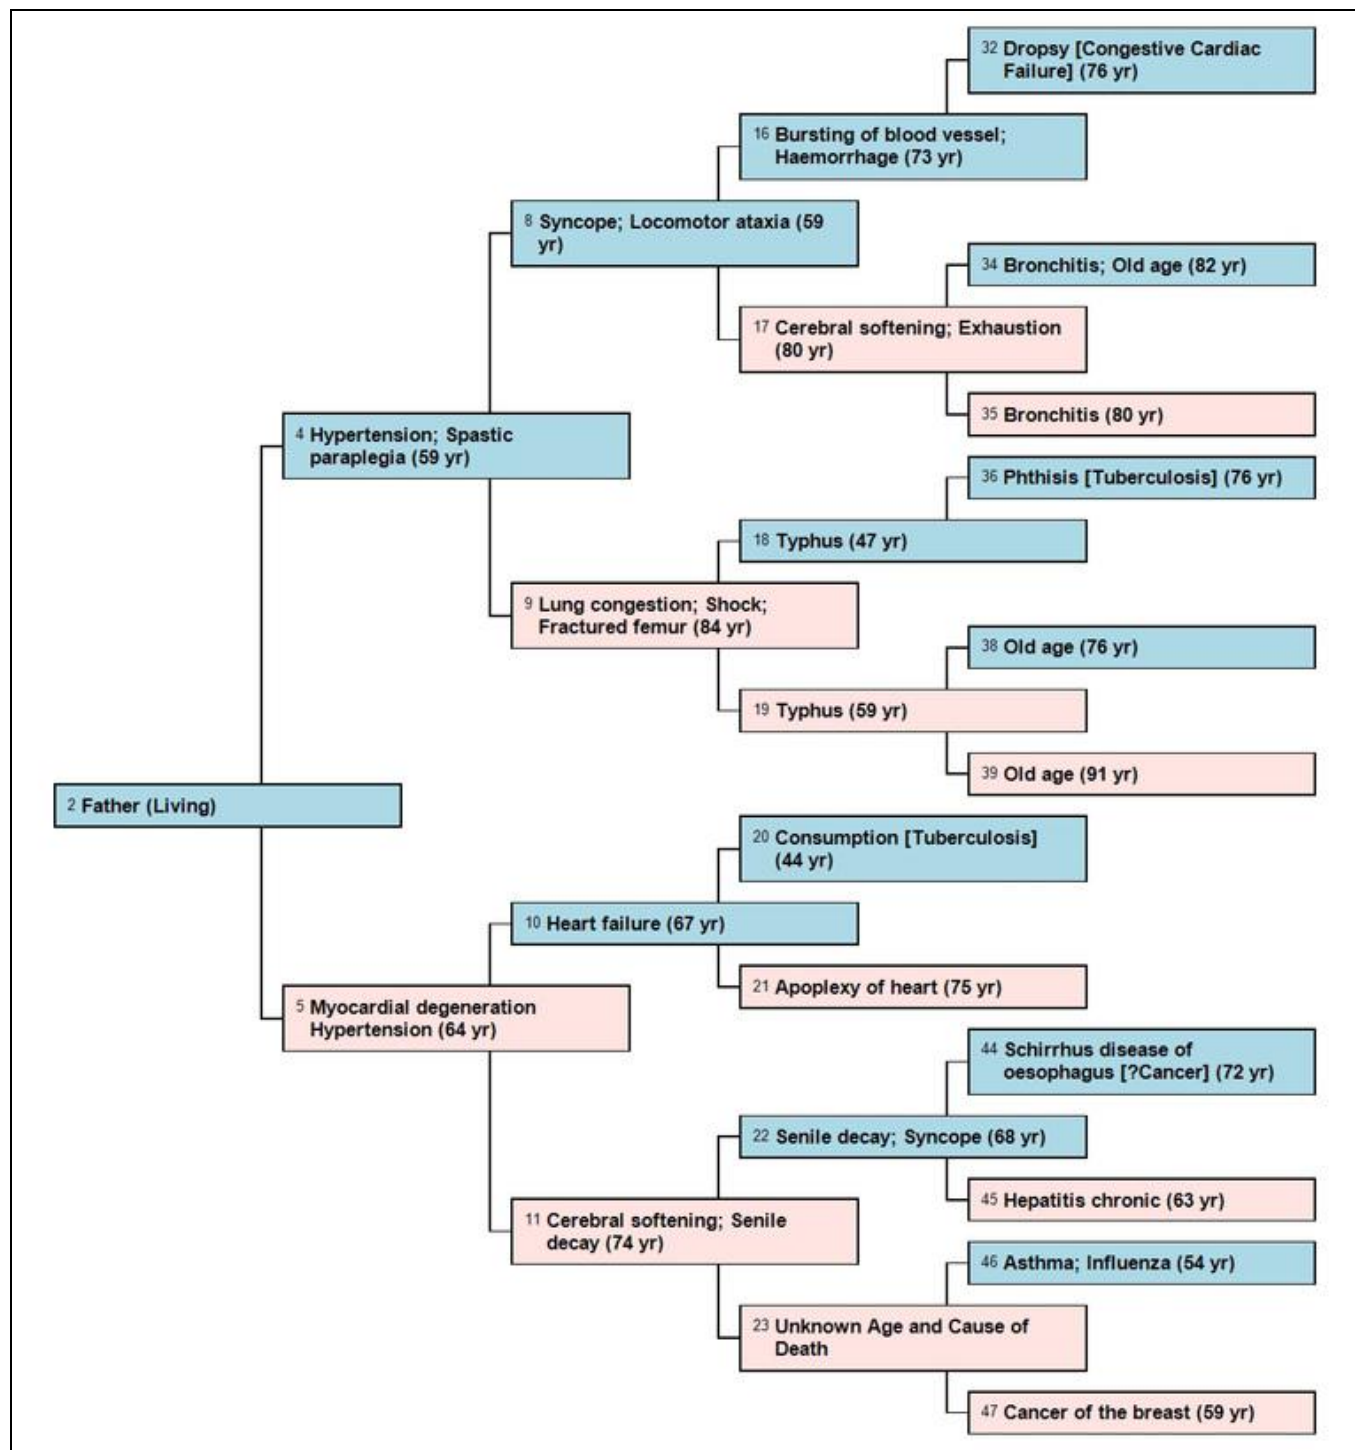 32 Dropsy [Congestive Cardiac
Failure] (76 yr)
16 Bursting of blood vessel;
Haemorrhage (73 yr)
8 Syncope; Locomotor ataxia (59
yr)
34 Bronchitis; Old age (82 yr)
17 Cerebral softening; Exhaustion
(80 yr)
35 Bronchitis (80 yr)
4 Hypertension; Spastic
paraplegia (59 yr)
36 Phthisis [Tuberculosis] (76 yr)
18 Typhus (47 yr)
9 Lung congestion; Shock;
Fractured femur (84 yr)
38 Old age (76 yr)
19 Typhus (59 yr)
39 Old age (91 yr)
2 Father (Living)
20 Consumption [Tuberculosis]
(44 yr)
10 Heart failure (67 yr)
21 Apoplexy of heart (75 yr)
5 Myocardial degeneration
Hypertension (64 yr)
44 Schirrhus disease of
oesophagus [?Cancer] (72 yr)
22 Senile decay; Syncope (68 yr)
45 Hepatitis chronic (63 yr)
11 Cerebral softening; Senile
decay (74 yr)
46 Asthma; Influenza (54 yr)
23 Unknown Age and Cause of
Death
47 Cancer of the breast (59 yr)